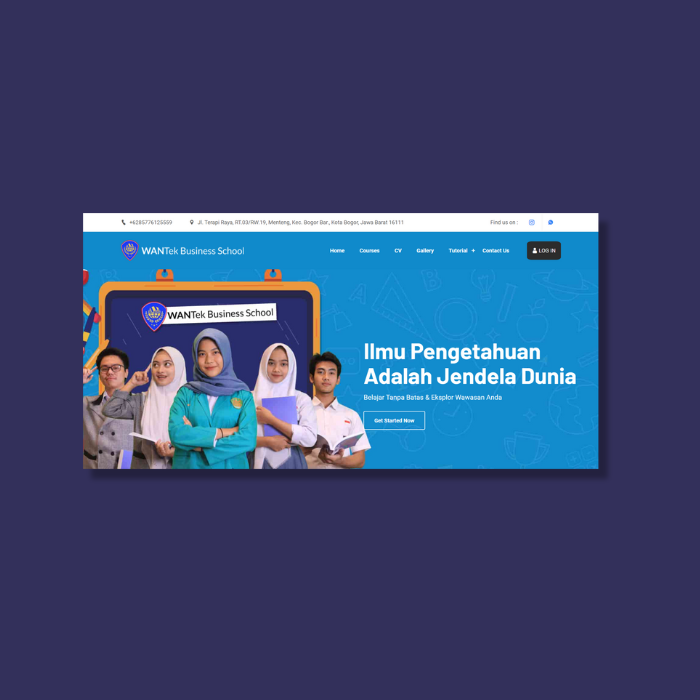 +6285776125559
Jl. Terapi Raya, RT.03/RW.19, Menteng, Kec. Bogor Bar., Kota Bogor, Jawa Barat 16111
Find us on :
WANTek Business School
Home Courses CV Gallery Tutorial + Contact Us
LOG IN
WANTek Business School
Ilmu Pengetahuan
Adalah Jendela Dunia
Belajar Tanpa Batas & Eksplor Wawasan Anda
Get Started Now